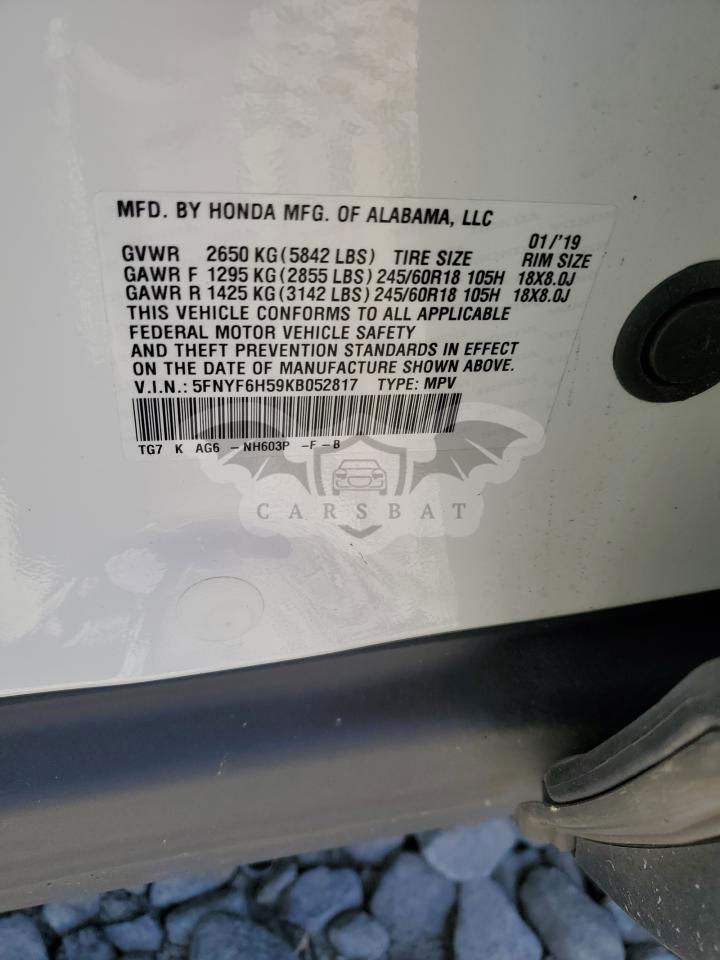 MFD. BY HONDA MFG. OF ALABAMA, LLC
01/'19
GVWR 2650 KG(5842 LBS) TIRE SIZE RIM SIZE
GAWR F 1295 KG(2855 LBS) 245/60R18 105H 18X8.0J
GAWR R 1425 KG(3142 LBS) 245/60R18 105H 18X8.0J
THIS VEHICLE CONFORMS TO ALL APPLICABLE
FEDERAL MOTOR VEHICLE SAFETY
AND THEFT PREVENTION STANDARDS IN EFFECT
ON THE DATE OF MANUFACTURE SHOWN ABOVE.
V.I.N.: 5FNYF6H59KB052817 TYPE: MPV
TG7 K AG6 -NH603P -F-B
CARSBAT